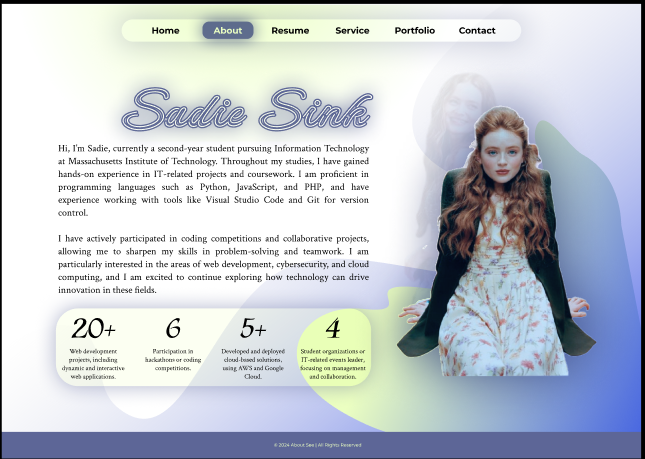 Home About Resume Service Portfolio Contact
Sadie Sink
Hi, I'm Sadie, currently a second-year student pursuing Information Technology
at Massachusetts Institute of Technology. Throughout my studies, I have gained
hands-on experience in IT-related projects and coursework. I am proficient in
programming languages such as Python, JavaScript, and PHP, and have
experience working with tools like Visual Studio Code and Git for version
control.
I have actively participated in coding competitions and collaborative projects,
allowing me to sharpen my skills in problem-solving and teamwork. I am
particularly interested in the areas of web development, cybersecurity, and cloud
computing, and I am excited to continue exploring how technology can drive
innovation in these fields.
20+
Web development
projects, including
dynamic and interactive
web applications.
6
Participation in
hackathons or coding
competitions.
5+
Developed and deployed
cloud-based solutions,
using AWS and Google
Cloud.
4
Student organizations or
IT-related events leader,
focusing on management
and collaboration.
© 2024 About See | All Rights Reserved